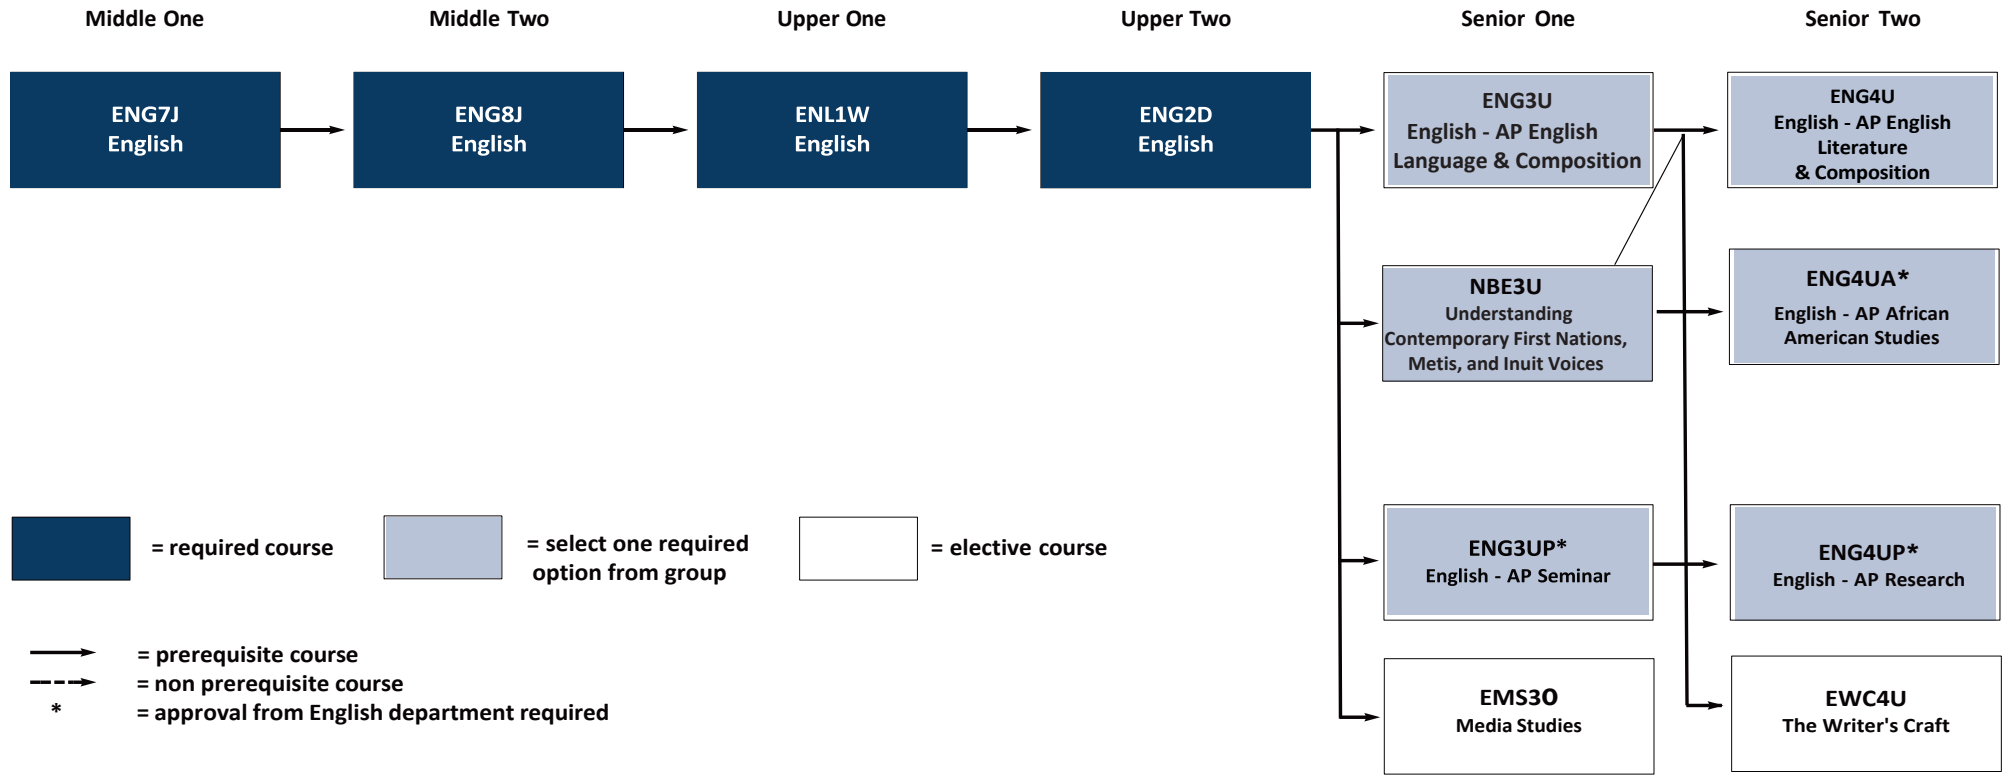 Middle One
Middle Two
Upper One
Upper Two
Senior One
Senior Two
ENG7J
English
ENG8J
English
ENL1W
English
ENG2D
English
ENG3U
English - AP English
Language & Composition
ENG4U
English - AP English
Literature
& Composition
NBE3U
Understanding
Contemporary First Nations,
Metis, and Inuit Voices
ENG4UA*
English - AP African
American Studies
= required course
= select one required
option from group
= elective course
ENG3UP*
English - AP Seminar
ENG4UP*
English - AP Research
= prerequisite course
= non prerequisite course
* = approval from English department required
EMS3O
Media Studies
EWC4U
The Writer's Craft